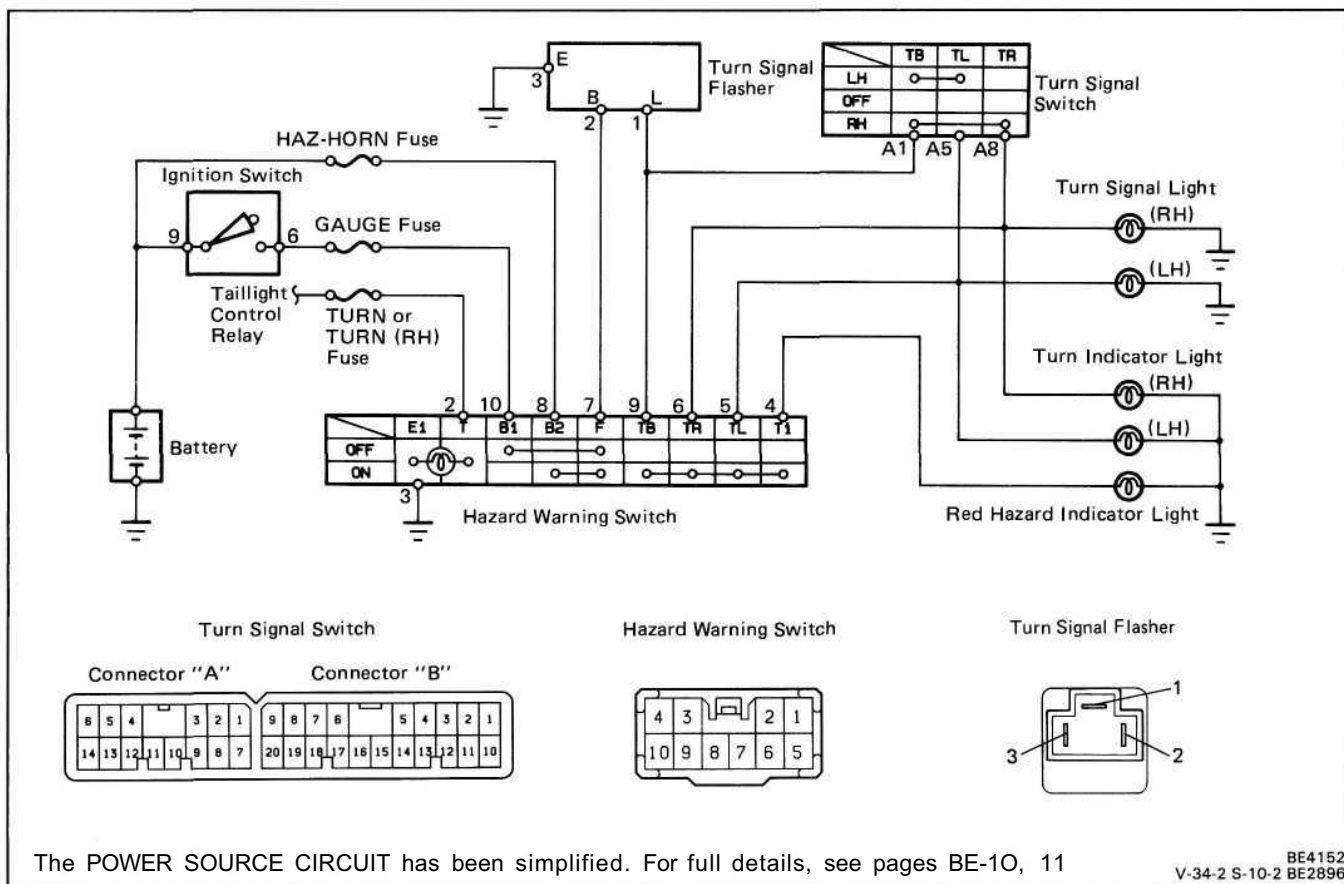 E
3
B
L
2
1
Turn Signal
Flasher
TB TL TR
LH
OFF
RH
A1 A5 A8
Turn Signal
Switch
HAZ-HORN Fuse
Ignition Switch
9
6
GAUGE Fuse
Taillight
Control
Relay
TURN or
TURN (RH)
Fuse
Turn Signal Light
(RH)
(LH)
Turn Indicator Light
(RH)
(LH)
Red Hazard Indicator Light
Battery
2 10 8 7 9 6 5 4
E1 T B1 B2 F TB TR TL T1
OFF
ON
3
Hazard Warning Switch
Turn Signal Switch
Connector "A"
Connector "B"
6 5 4 3 2 1
14 13 12 11 10 9 8 7
9 8 7 6 5 4 3 2 1
20 19 18 17 16 15 14 13 12 11 10
Hazard Warning Switch
4 3 2 1
10 9 8 7 6 5
Turn Signal Flasher
1
3
2
The POWER SOURCE CIRCUIT has been simplified. For full details, see pages BE-1O, 11
BE4152
V-34-2 S-10-2 BE2890